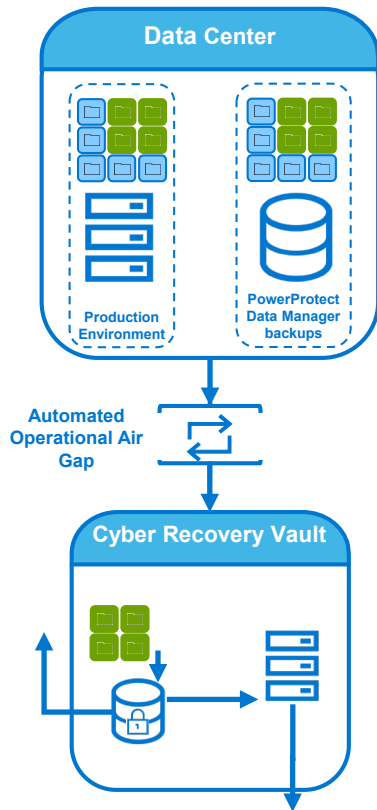 Data Center
Production
Environment
PowerProtect
Data Manager
backups
Automated
Operational Air
Gap
Cyber Recovery Vault
1